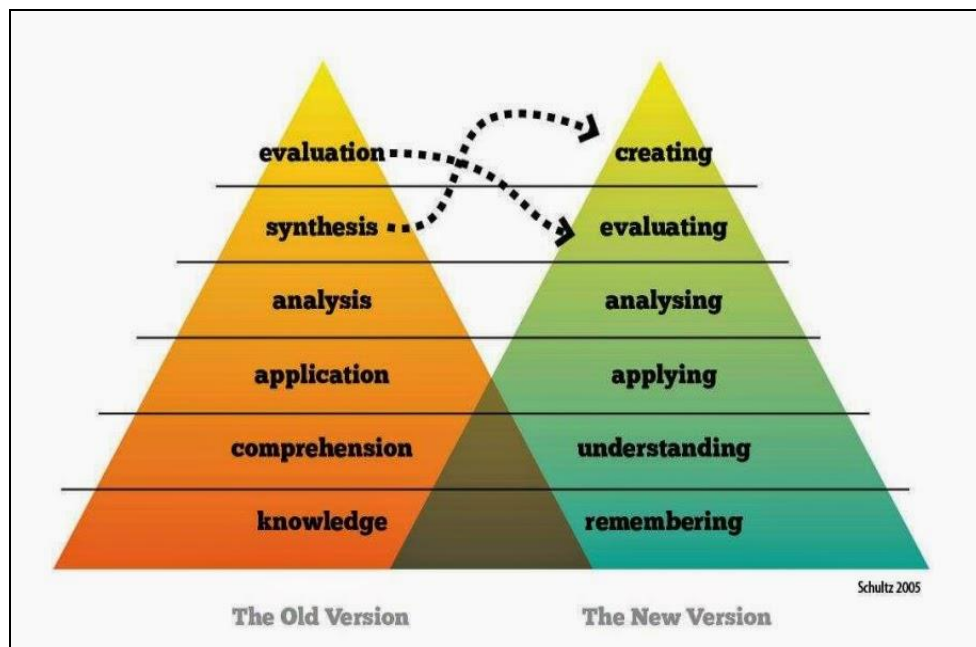 evaluation creating
synthesis evaluating
analysis analysing
application applying
comprehension understanding
knowledge remembering
Schultz 2005
The Old Version The New Version